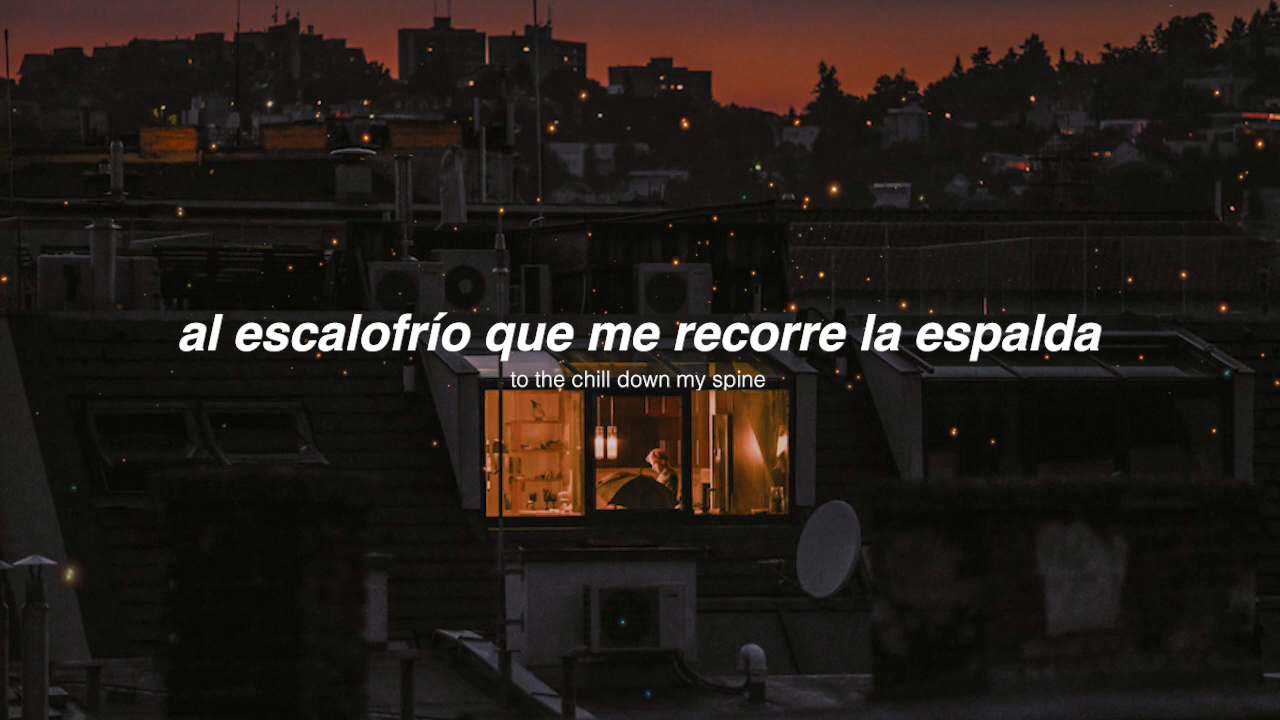 al escalofrío que me recorre la espalda
to the chill down my spine